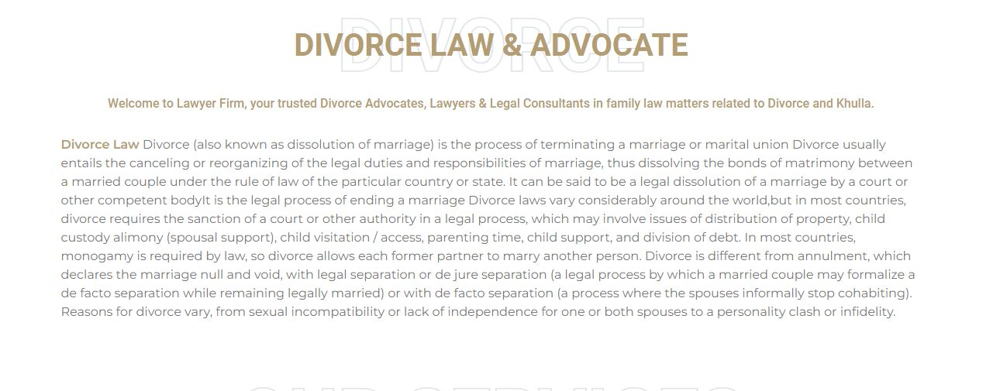 DIVORCE
DIVORCE LAW & ADVOCATE
Welcome to Lawyer Firm, your trusted Divorce Advocates, Lawyers & Legal Consultants in family law matters related to Divorce and Khulla.
Divorce Law Divorce (also known as dissolution of marriage) is the process of terminating a marriage or marital union Divorce usually
entails the canceling or reorganizing of the legal duties and responsibilities of marriage, thus dissolving the bonds of matrimony between
a married couple under the rule of law of the particular country or state. It can be said to be a legal dissolution of a marriage by a court or
other competent bodyIt is the legal process of ending a marriage Divorce laws vary considerably around the world,but in most countries,
divorce requires the sanction of a court or other authority in a legal process, which may involve issues of distribution of property, child
custody alimony (spousal support), child visitation / access, parenting time, child support, and division of debt. In most countries,
monogamy is required by law, so divorce allows each former partner to marry another person. Divorce is different from annulment, which
declares the marriage null and void, with legal separation or de jure separation (a legal process by which a married couple may formalize a
de facto separation while remaining legally married) or with de facto separation (a process where the spouses informally stop cohabiting).
Reasons for divorce vary, from sexual incompatibility or lack of independence for one or both spouses to a personality clash or infidelity.